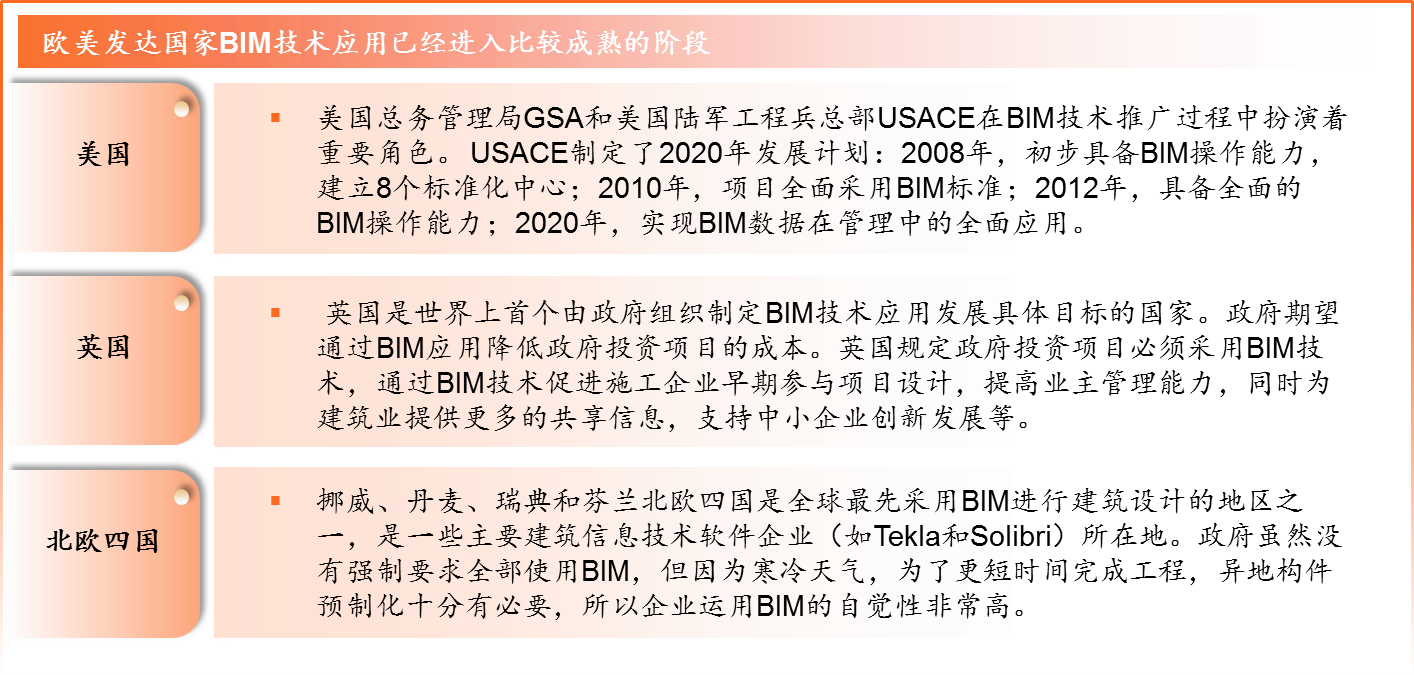 欧美发达国家BIM技术应用已经进入比较成熟的阶段
美国
▪ 美国总务管理局GSA和美国陆军工程兵总部USACE在BIM技术推广过程中扮演着
重要角色。 USACE制定了2020年发展计划：2008年，初步具备BIM操作能力，
建立8个标准化中心；2010年，项目全面采用BIM标准；2012年，具备全面的
BIM操作能力；2020年，实现BIM数据在管理中的全面应用。
英国
▪ 英国是世界上首个由政府组织制定BIM技术应用发展具体目标的国家。政府期望
通过BIM应用降低政府投资项目的成本。英国规定政府投资项目必须采用BIM技
术，通过BIM技术促进施工企业早期参与项目设计，提高业主管理能力，同时为
建筑业提供更多的共享信息，支持中小企业创新发展等。
北欧四国
▪ 挪威、丹麦、瑞典和芬兰北欧四国是全球最先采用BIM进行建筑设计的地区之
一，是一些主要建筑信息技术软件企业（如Tekla和Solibri）所在地。政府虽然没
有强制要求全部使用BIM，但因为寒冷天气，为了更短时间完成工程，异地构件
预制化十分有必要，所以企业运用BIM的自觉性非常高。